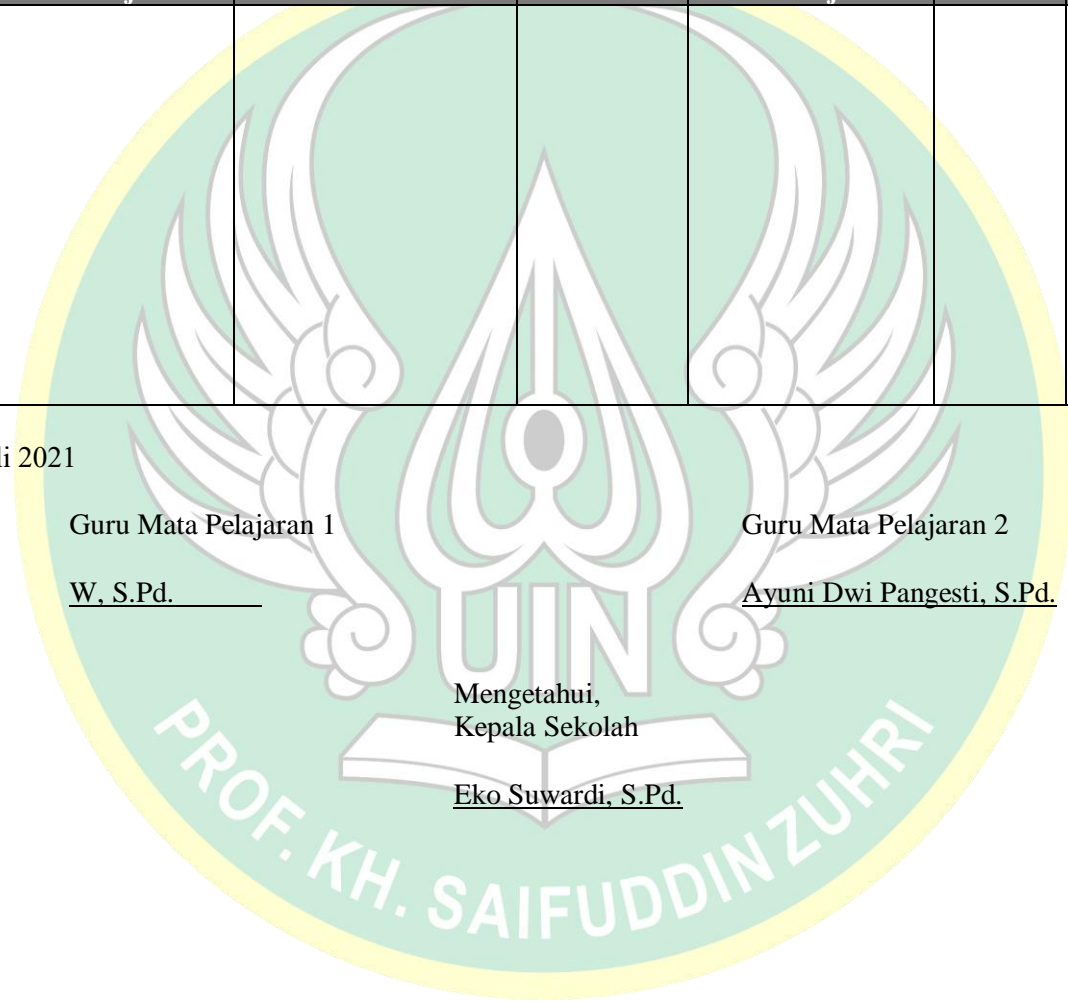 li 2021
Guru Mata Pelajaran 1 Guru Mata Pelajaran 2
W, S.Pd. Ayuni Dwi Pangesti, S.Pd.
Mengetahui,
Kepala Sekolah
Eko Suwardi, S.Pd.
UIN
PROF. KH. SAIFUDDIN ZUHRI